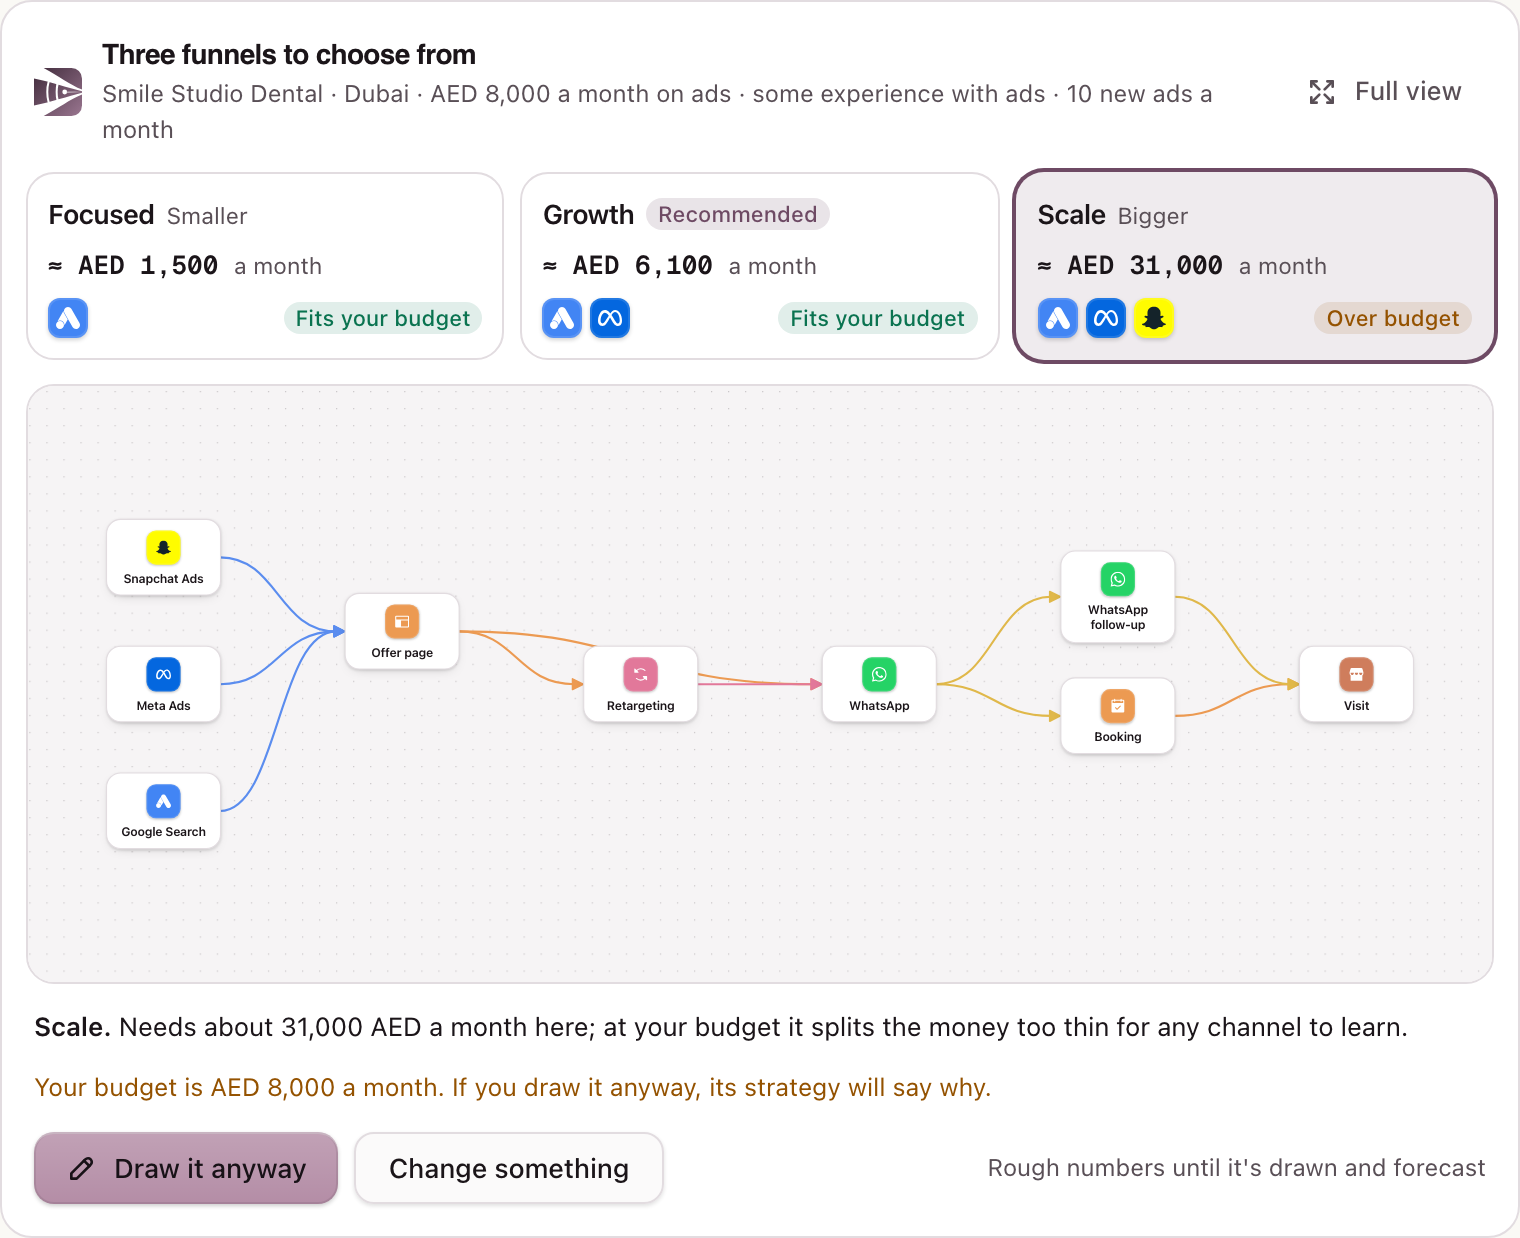 Three funnels to choose from
Smile Studio Dental · Dubai · AED 8,000 a month on ads · some experience with ads · 10 new ads a
month
Full view
Focused Smaller
≈ AED 1,500 a month
Fits your budget
Growth Recommended
≈ AED 6,100 a month
Fits your budget
Scale Bigger
≈ AED 31,000 a month
Over budget
Snapchat Ads
Meta Ads
Google Search
Offer page
Retargeting
WhatsApp
WhatsApp
follow-up
Booking
Visit
Scale. Needs about 31,000 AED a month here; at your budget it splits the money too thin for any channel to learn.
Your budget is AED 8,000 a month. If you draw it anyway, its strategy will say why.
Draw it anyway
Change something
Rough numbers until it's drawn and forecast